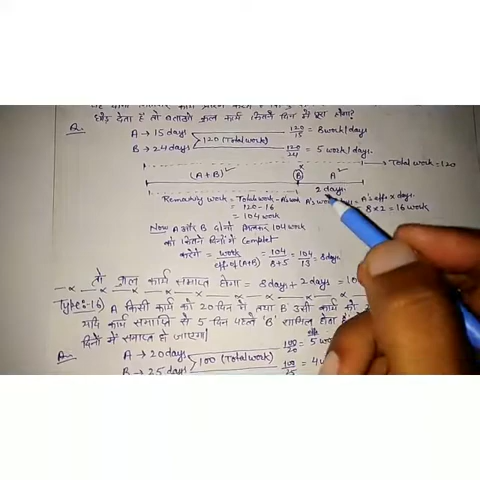 छोड़ देता है तो बताओ कुल कार्य कितने दिन में पूरा होगा?
Q. A → 15 days
B → 24 days
120 (Total work)
120/15 = 8 work/days
120/24 = 5 work/days.
(A+B) ✓ B × A ✓ → Total work = 120
2 days.
Remaining work = Total work - A's work
= 120 - 16
= 104 work
A's work = A's eff. × days.
= 8 × 2 = 16 work
Now A और B दोनों मिलकर 104 work
को कितने दिनों में Complet
करेंगे = work / eff. of (A+B) = 104/8+5 = 104/13 = 8 days
तो कुल कार्य समाप्त होगा = 8 days + 2 days = 10
Type:-16) A किसी कार्य को 20 दिन में तथा B उसी कार्य को
यदि कार्य समाप्ति से 5 दिन पहले 'B' शामिल होता
दिनों में समाप्त हो जाएगा।
Q. A → 20 days
B → 25 days
100 (Total work)
100/20 = 5
100/25 = 4